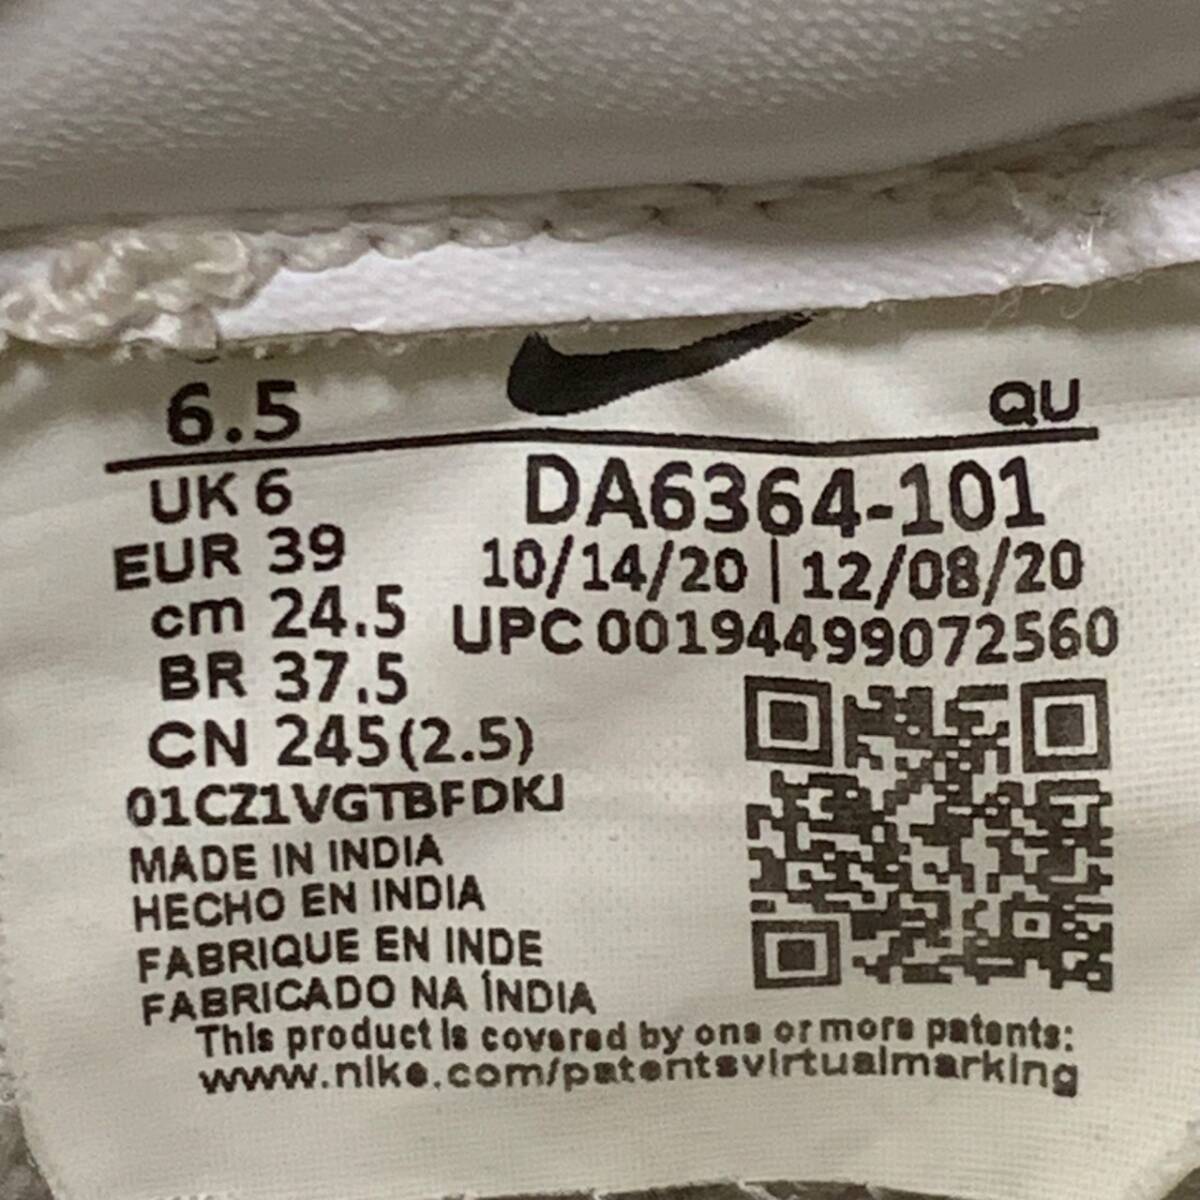 6.5 QU
UK 6 DA6364-101
EUR 39 10/14/20 | 12/08/20
cm 24.5 UPC 00194499072560
BR 37.5
CN 245(2.5)
01CZ1VGTBFDKJ
MADE IN INDIA
HECHO EN INDIA
FABRIQUE EN INDE
FABRICADO NA ÍNDIA
This product is covered by one or more patents:
www.nike.com/patentsvirtualmarking